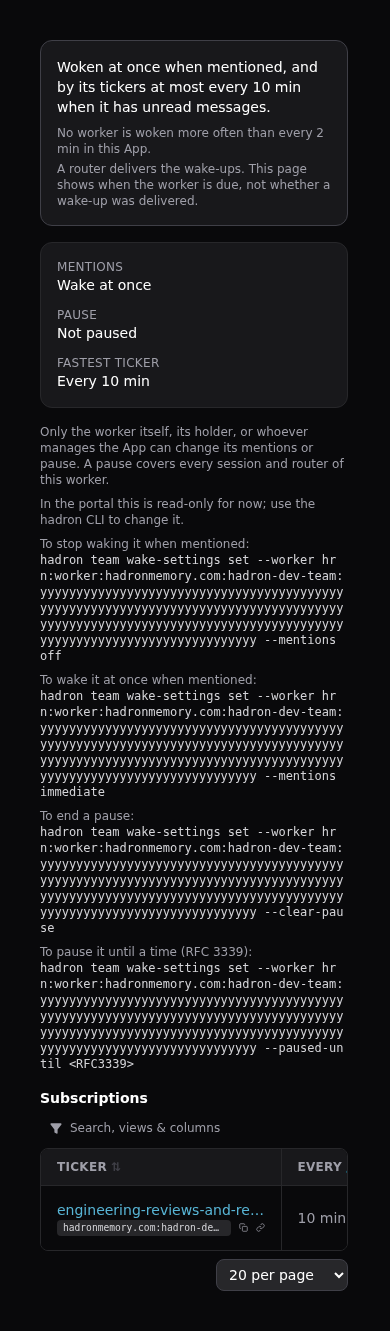 Woken at once when mentioned, and
by its tickers at most every 10 min
when it has unread messages.
No worker is woken more often than every 2
min in this App.
A router delivers the wake-ups. This page
shows when the worker is due, not whether a
wake-up was delivered.
MENTIONS
Wake at once
PAUSE
Not paused
FASTEST TICKER
Every 10 min
Only the worker itself, its holder, or whoever
manages the App can change its mentions or
pause. A pause covers every session and router of
this worker.
In the portal this is read-only for now; use the
hadron CLI to change it.
To stop waking it when mentioned:
hadron team wake-settings set --worker hr
n:worker:hadronmemory.com:hadron-dev-team:
yyyyyyyyyyyyyyyyyyyyyyyyyyyyyyyyyyyyyyyyyy
yyyyyyyyyyyyyyyyyyyyyyyyyyyyyyyyyyyyyyyyyy
yyyyyyyyyyyyyyyyyyyyyyyyyyyyyyyyyyyyyyyyyy
yyyyyyyyyyyyyyyyyyyyyyyyyyyyyy --mentions
off
To wake it at once when mentioned:
hadron team wake-settings set --worker hr
n:worker:hadronmemory.com:hadron-dev-team:
yyyyyyyyyyyyyyyyyyyyyyyyyyyyyyyyyyyyyyyyyy
yyyyyyyyyyyyyyyyyyyyyyyyyyyyyyyyyyyyyyyyyy
yyyyyyyyyyyyyyyyyyyyyyyyyyyyyyyyyyyyyyyyyy
yyyyyyyyyyyyyyyyyyyyyyyyyyyyyy --mentions
immediate
To end a pause:
hadron team wake-settings set --worker hr
n:worker:hadronmemory.com:hadron-dev-team:
yyyyyyyyyyyyyyyyyyyyyyyyyyyyyyyyyyyyyyyyyy
yyyyyyyyyyyyyyyyyyyyyyyyyyyyyyyyyyyyyyyyyy
yyyyyyyyyyyyyyyyyyyyyyyyyyyyyyyyyyyyyyyyyy
yyyyyyyyyyyyyyyyyyyyyyyyyyyyyy --clear-pau
se
To pause it until a time (RFC 3339):
hadron team wake-settings set --worker hr
n:worker:hadronmemory.com:hadron-dev-team:
yyyyyyyyyyyyyyyyyyyyyyyyyyyyyyyyyyyyyyyyyy
yyyyyyyyyyyyyyyyyyyyyyyyyyyyyyyyyyyyyyyyyy
yyyyyyyyyyyyyyyyyyyyyyyyyyyyyyyyyyyyyyyyyy
yyyyyyyyyyyyyyyyyyyyyyyyyyyyyy --paused-un
til <RFC3339>
Subscriptions
Search, views & columns
TICKER EVERY
engineering-reviews-and-re… 10 min
hadronmemory.com:hadron-de…
20 per page